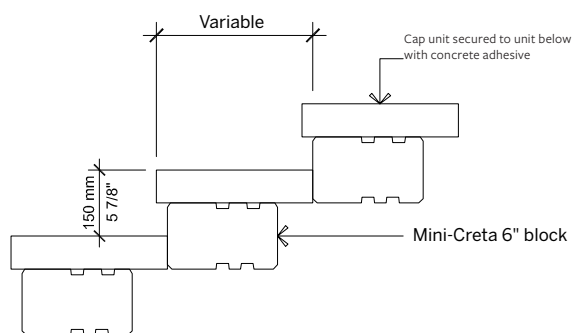 Variable
Cap unit secured to unit below
with concrete adhesive
150 mm
5 7/8"
Mini-Creta 6" block